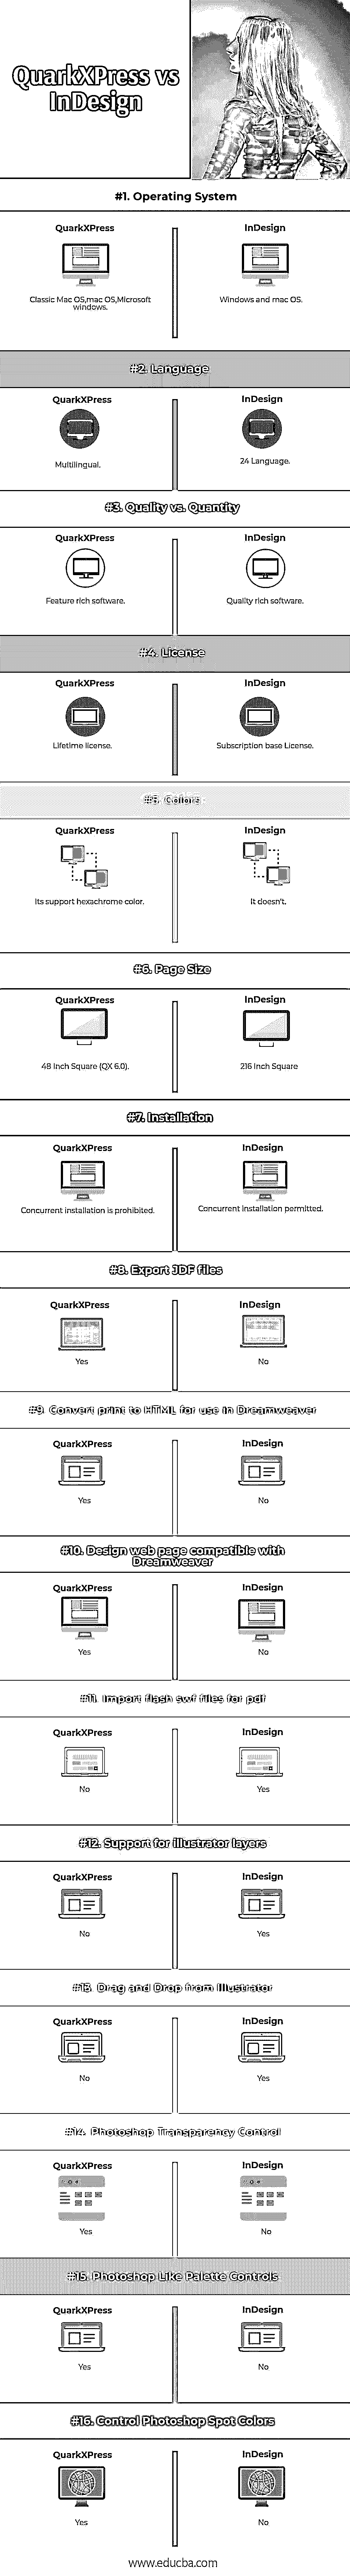 QuarkXPress vs
InDesign
#1. Operating System
QuarkXPress
InDesign
Classic Mac OS,mac OS,Microsoft
windows.
Windows and mac OS.
#2. Language
QuarkXPress
InDesign
Multilingual.
24 Language.
#3. Quality vs. Quantity
QuarkXPress
InDesign
Feature rich software.
Quality rich software.
#4. License
QuarkXPress
InDesign
Lifetime license.
Subscription base License.
#5. Colors
QuarkXPress
InDesign
Its support hexachrome color.
It doesn't.
#6. Page Size
QuarkXPress
InDesign
48 Inch Square (QX 6.0).
216 Inch Square
#7. Installation
QuarkXPress
InDesign
Concurrent installation is prohibited.
Concurrent installation permitted.
#8. Export JDF files
QuarkXPress
InDesign
Yes
No
#9. Convert print to HTML for use in Dreamweaver
QuarkXPress
InDesign
Yes
No
#10. Design web page compatible with
Dreamweaver
QuarkXPress
InDesign
Yes
No
#11. Import flash swf files for pdf
QuarkXPress
InDesign
No
Yes
#12. Support for illustrator layers
QuarkXPress
InDesign
No
Yes
#13. Drag and Drop from Illustrator
QuarkXPress
InDesign
No
Yes
#14. Photoshop Transparency Control
QuarkXPress
InDesign
Yes
No
#15. Photoshop Like Palette Controls
QuarkXPress
InDesign
Yes
No
#16. Control Photoshop Spot Colors
QuarkXPress
InDesign
Yes
No
www.educba.com